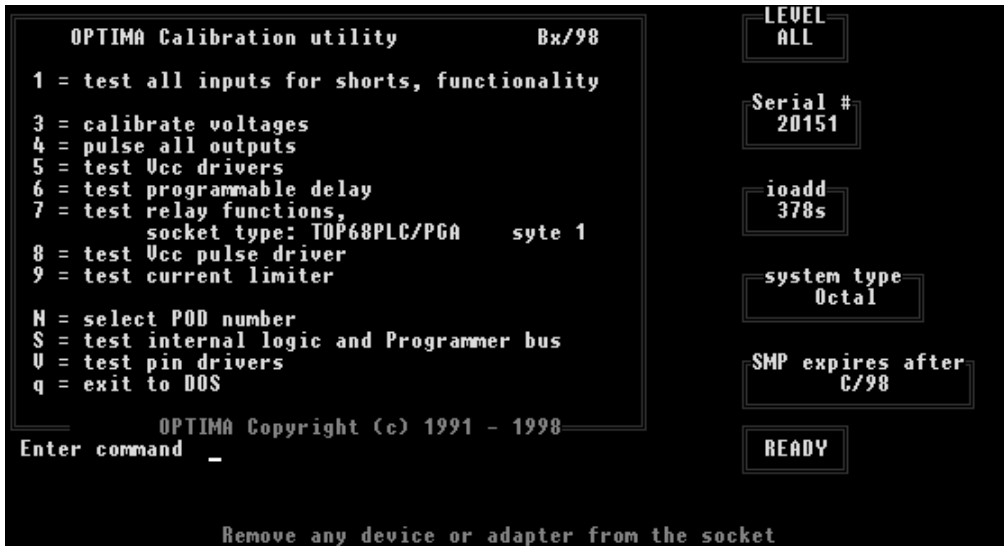 OPTIMA Calibration utility Bx/98
1 = test all inputs for shorts, functionality
3 = calibrate voltages
4 = pulse all outputs
5 = test Vcc drivers
6 = test programmable delay
7 = test relay functions,
socket type: TOP68PLC/PGA syte 1
8 = test Vcc pulse driver
9 = test current limiter
N = select POD number
S = test internal logic and Programmer bus
V = test pin drivers
q = exit to DOS
OPTIMA Copyright (c) 1991 - 1998
Enter command _
LEVEL
ALL
Serial #
20151
ioadd
378s
system type
Octal
SMP expires after
C/98
READY
Remove any device or adapter from the socket